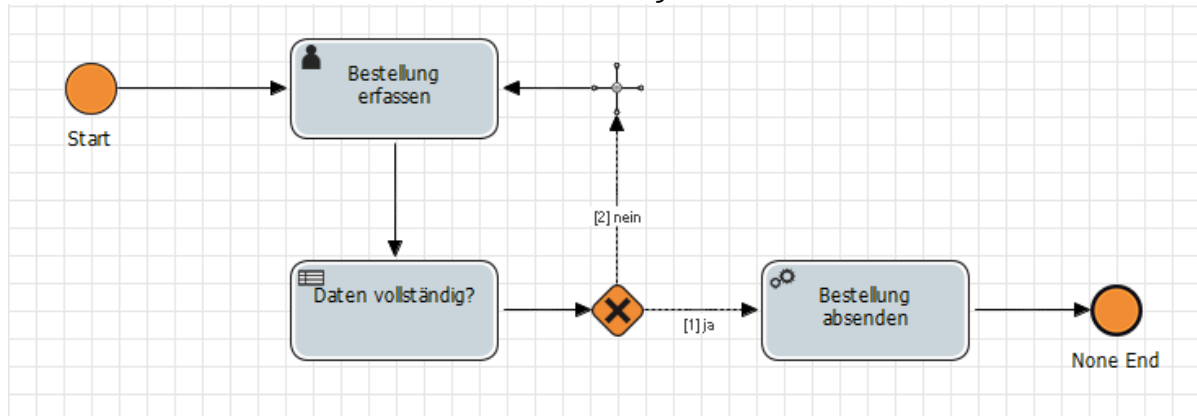 Bestellung
erfassen
Start
[2] nein
Daten vollständig?
[1] ja
Bestellung
absenden
None End